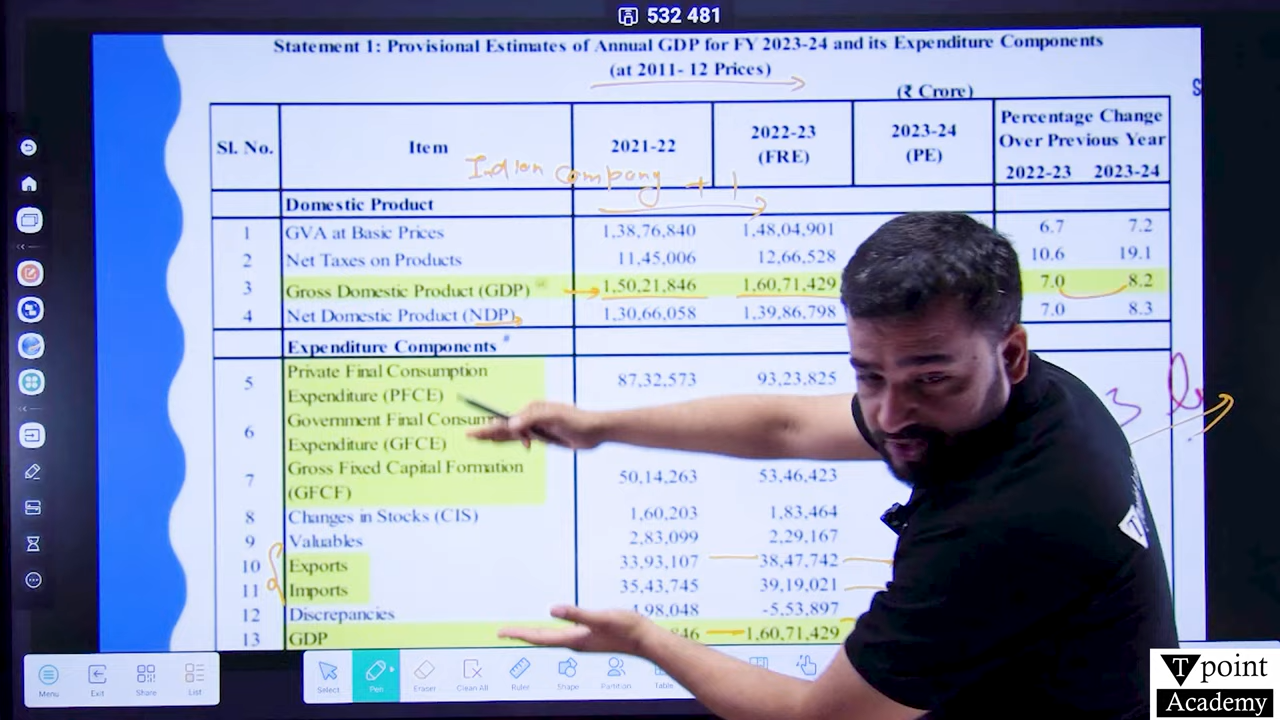 532 481
Statement 1: Provisional Estimates of Annual GDP for FY 2023-24 and its Expenditure Components
(at 2011- 12 Prices)
(₹ Crore)
S
Sl. No. Item 2021-22 2022-23 (FRE) 2023-24 (PE) Percentage Change Over Previous Year
2022-23 2023-24
Indian Company + 1
Domestic Product
1 GVA at Basic Prices 1,38,76,840 1,48,04,901 6.7 7.2
2 Net Taxes on Products 11,45,006 12,66,528 10.6 19.1
3 Gross Domestic Product (GDP) 1,50,21,846 1,60,71,429 7.0 8.2
4 Net Domestic Product (NDP) 1,30,66,058 1,39,86,798 7.0 8.3
Expenditure Components
5 Private Final Consumption Expenditure (PFCE) 87,32,573 93,23,825
6 Government Final Expenditure (GFCE)
7 Gross Fixed Capital Formation (GFCF) 50,14,263 53,46,423
8 Changes in Stocks (CIS) 1,60,203 1,83,464
9 Valuables 2,83,099 2,29,167
10 Exports 33,93,107 38,47,742
11 Imports 35,43,745 39,19,021
12 Discrepancies 98,048 -5,53,897
13 GDP 846 1,60,71,429
3
Menu Exit Share List Select Pen Eraser Clean All Ruler Shape Partition Table
T point
Academy